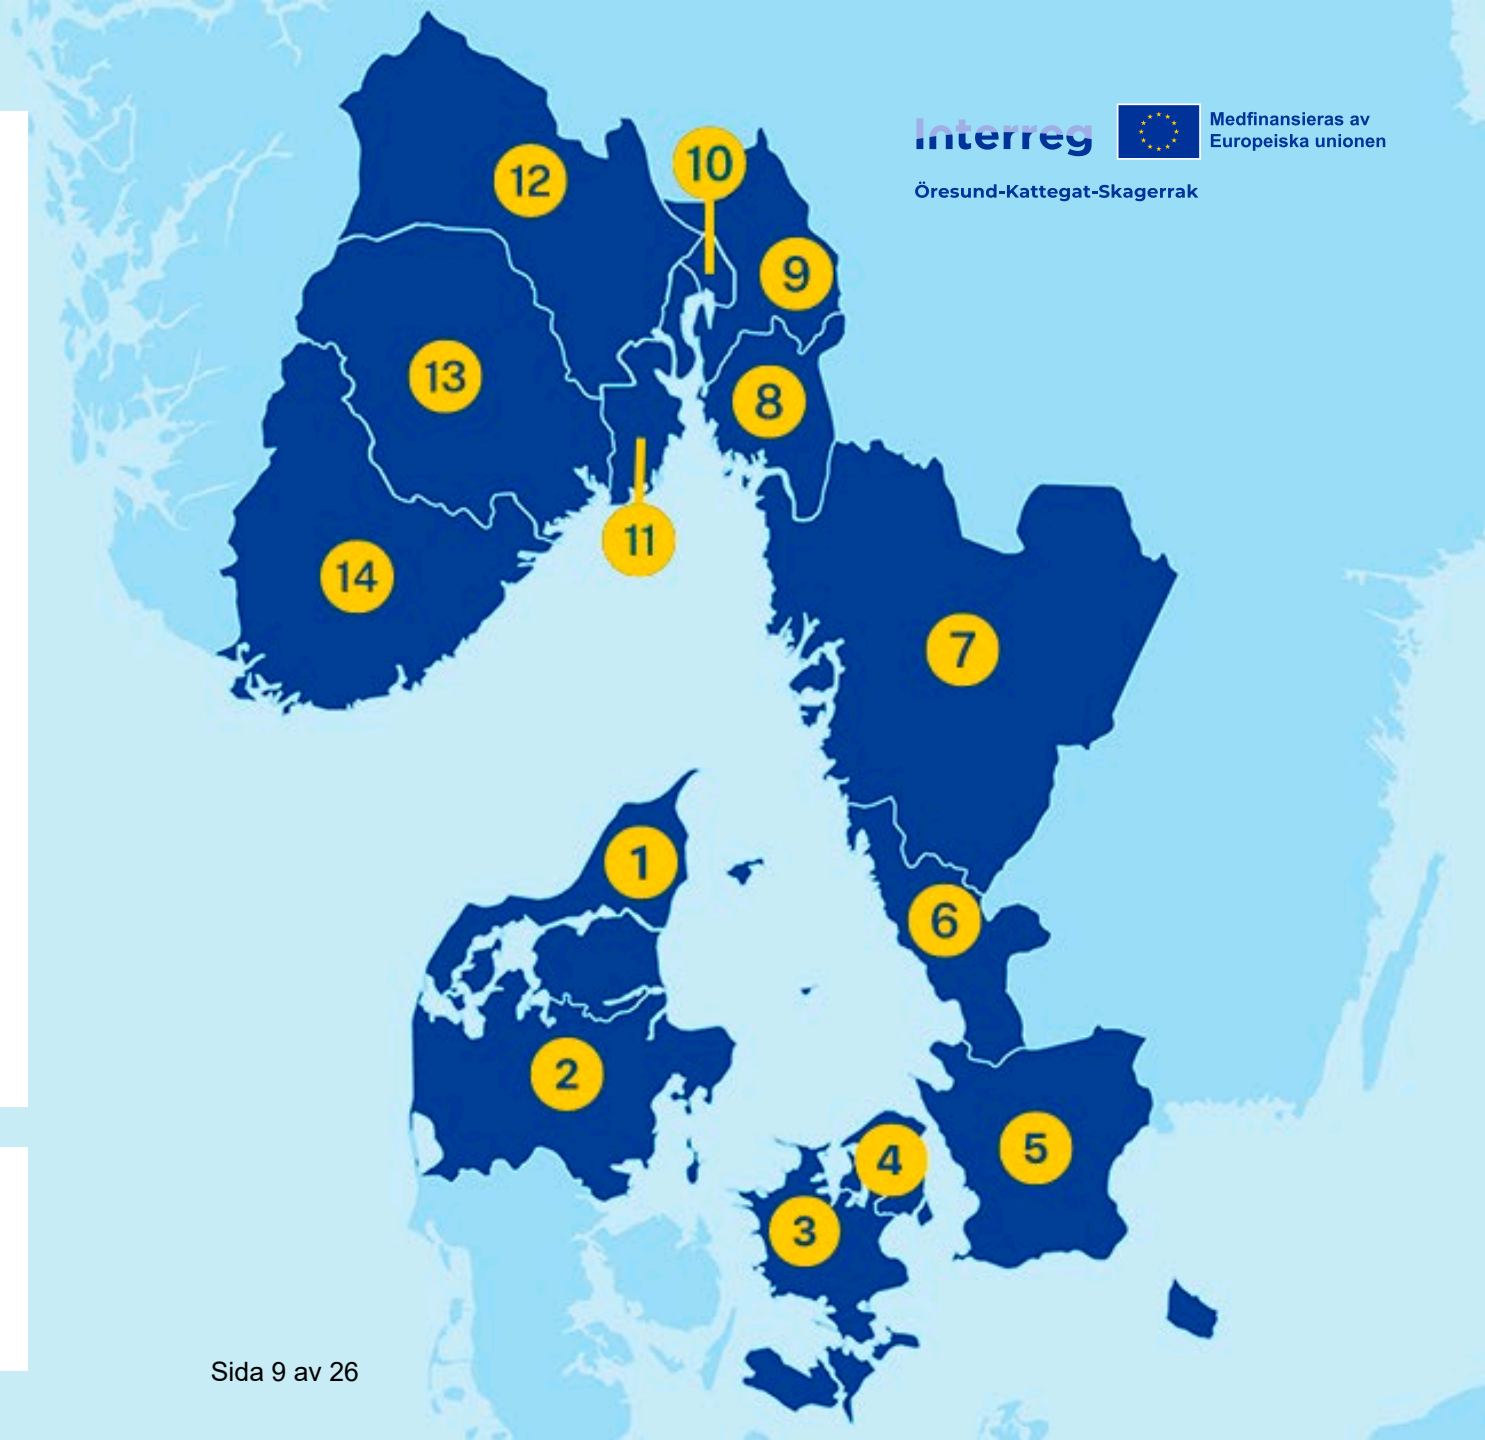 Interreg
Medfinansieras av
Europeiska unionen
Öresund-Kattegat-Skagerrak
10
12
9
13
8
11
14
7
1
6
2
4
5
3
Sida 9 av 26